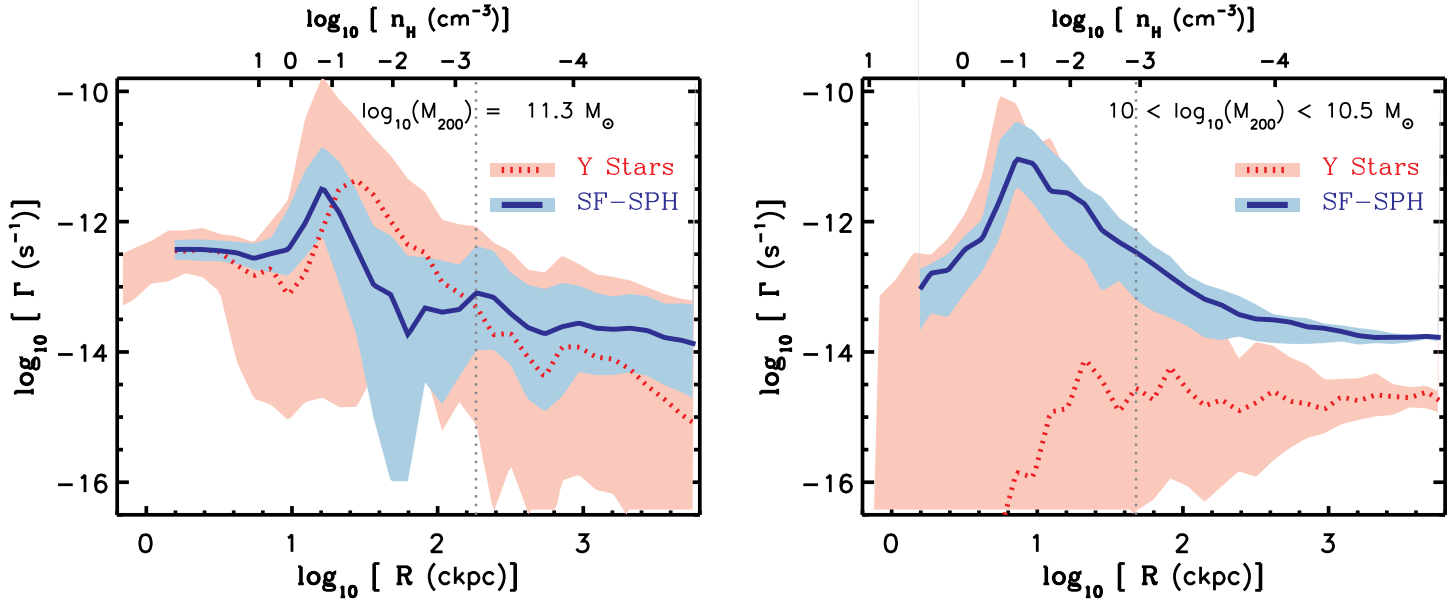 log₁₀ [ n_H (cm⁻³)]
1 0 −1 −2 −3 −4
log₁₀(M₂₀₀) = 11.3 M⊙
Y Stars
SF−SPH
−10
−12
−14
−16
log₁₀ [ Γ (s⁻¹)]
0 1 2 3
log₁₀ [ R (ckpc)]
log₁₀ [ n_H (cm⁻³)]
1 0 −1 −2 −3 −4
10 < log₁₀(M₂₀₀) < 10.5 M⊙
Y Stars
SF−SPH
−10
−12
−14
−16
log₁₀ [ Γ (s⁻¹)]
0 1 2 3
log₁₀ [ R (ckpc)]